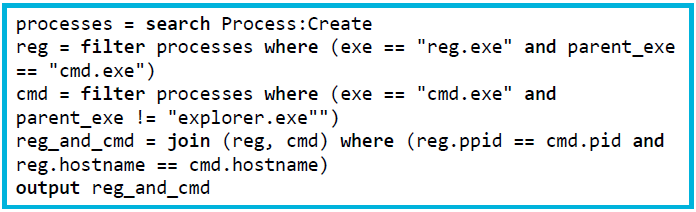 processes = search Process:Create
reg = filter processes where (exe == "reg.exe" and parent_exe
== "cmd.exe")
cmd = filter processes where (exe == "cmd.exe" and
parent_exe != "explorer.exe"")
reg_and_cmd = join (reg, cmd) where (reg.ppid == cmd.pid and
reg.hostname == cmd.hostname)
output reg_and_cmd